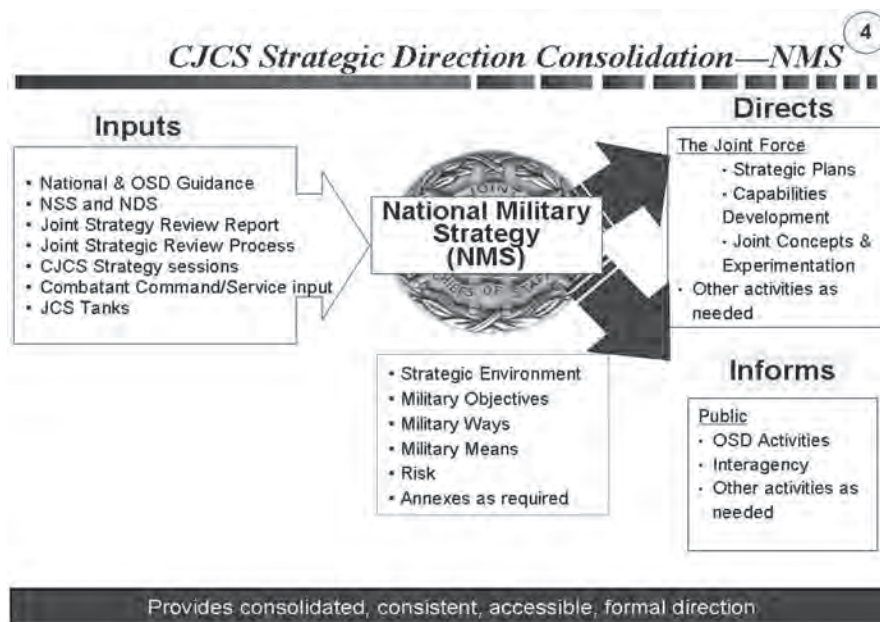 4
CJCS Strategic Direction Consolidation—NMS
Inputs
• National & OSD Guidance
• NSS and NDS
• Joint Strategy Review Report
• Joint Strategic Review Process
• CJCS Strategy sessions
• Combatant Command/Service input
• JCS Tanks
JOINT
National Military
Strategy
(NMS)
CHIEFS OF STAFF
• Strategic Environment
• Military Objectives
• Military Ways
• Military Means
• Risk
• Annexes as required
Directs
The Joint Force
· Strategic Plans
· Capabilities
Development
· Joint Concepts &
Experimentation
· Other activities as
needed
Informs
Public
· OSD Activities
· Interagency
· Other activities as
needed
Provides consolidated, consistent, accessible, formal direction